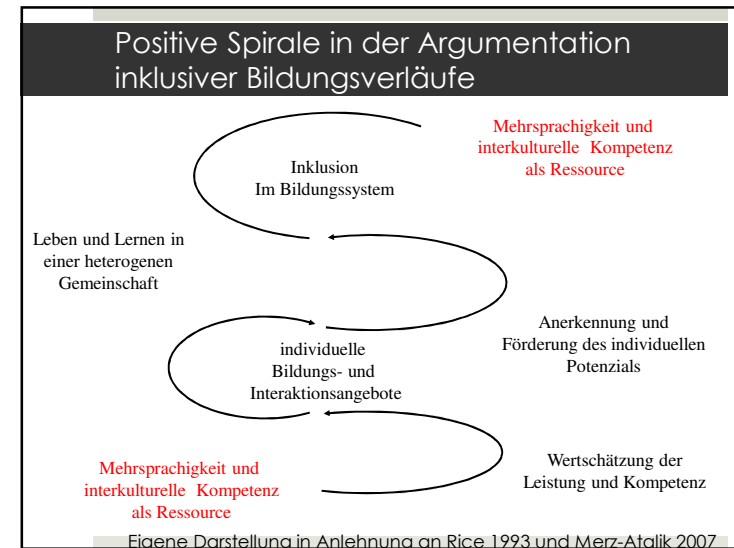 Positive Spirale in der Argumentation
inklusiver Bildungsverläufe
Mehrsprachigkeit und
interkulturelle Kompetenz
als Ressource
Inklusion
Im Bildungssystem
Leben und Lernen in
einer heterogenen
Gemeinschaft
Anerkennung und
Förderung des individuellen
Potenzials
individuelle
Bildungs- und
Interaktionsangebote
Wertschätzung der
Leistung und Kompetenz
Mehrsprachigkeit und
interkulturelle Kompetenz
als Ressource
Eigene Darstellung in Anlehnung an Rice 1993 und Merz-Atalik 2007